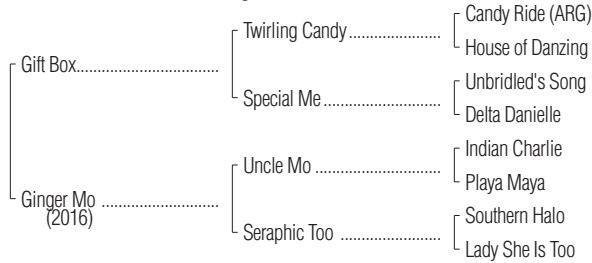 Candy Ride (ARG)
Twirling Candy
House of Danzing
Gift Box
Unbridled's Song
Special Me
Delta Danielle
Indian Charlie
Uncle Mo
Playa Maya
Ginger Mo
(2016)
Southern Halo
Seraphic Too
Lady She Is Too